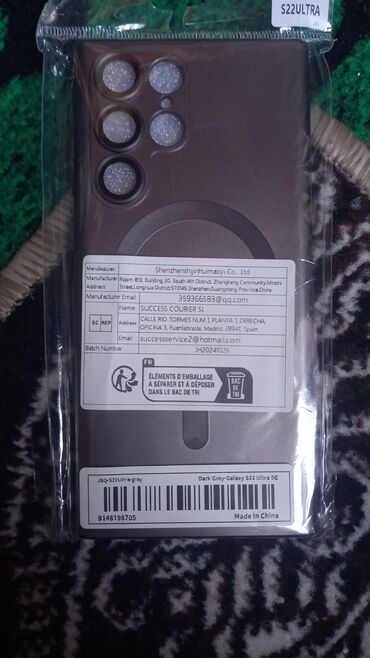 S22ULTRA
Manufacturer Shenzhenshijinhuimaoyi Co., Ltd.
Manufacturer Address Room 813, Building 20, South 4th District, Zhangkeng Community, Minzhi Street, Longhua District, 570MS, Shenzhen, Guangdong Province, China
Manufacturer Email 359366583@qq.com
EC REP
Name: SUCCESS COURIER SL
Address: CALLE RIO TORMES NUM 1, PLANTA 1, DERECHA, OFICINA 3, Fuenlabrada, Madrid, 28947, Spain
Email: successservice2@hotmail.com
Batch Number JH20241026
FR
ÉLÉMENTS D'EMBALLAGE
À SÉPARER ET À DÉPOSER
DANS LE BAC DE TRI
BAC DE TRI
JSQ-S22Ultra-gray Dark Grey-Galaxy S22 Ultra 5G
9148198705 Made In China